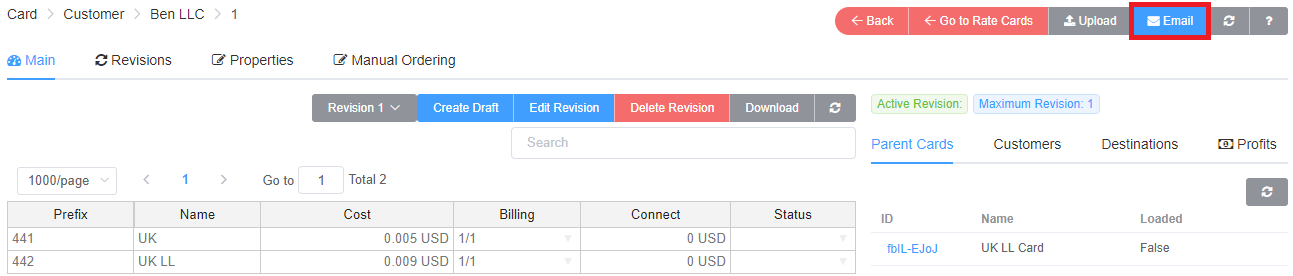 Card > Customer > Ben LLC > 1
← Back ← Go to Rate Cards Upload Email ?
Main Revisions Properties Manual Ordering
Revision 1 Create Draft Edit Revision Delete Revision Download
Search
1000/page < 1 > Go to 1 Total 2
Prefix Name Cost Billing Connect Status
441 UK 0.005 USD 1/1 0 USD
442 UK LL 0.009 USD 1/1 0 USD
Active Revision: Maximum Revision: 1
Parent Cards Customers Destinations Profits
ID Name Loaded
fblL-EJoJ UK LL Card False